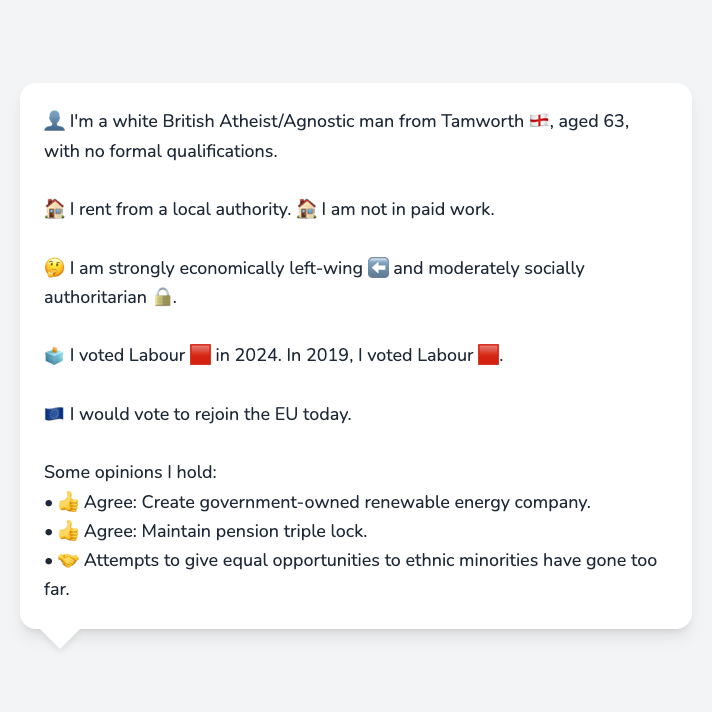 👤 I'm a white British Atheist/Agnostic man from Tamworth 🏴󠁧󠁢󠁥󠁮󠁧󠁿, aged 63,
with no formal qualifications.
🏠 I rent from a local authority. 🏠 I am not in paid work.
🤔 I am strongly economically left-wing ⬅️ and moderately socially
authoritarian 🔒.
🗳️ I voted Labour 🟥 in 2024. In 2019, I voted Labour 🟥.
🇪🇺 I would vote to rejoin the EU today.
Some opinions I hold:
• 👍 Agree: Create government-owned renewable energy company.
• 👍 Agree: Maintain pension triple lock.
• 🤝 Attempts to give equal opportunities to ethnic minorities have gone too
far.